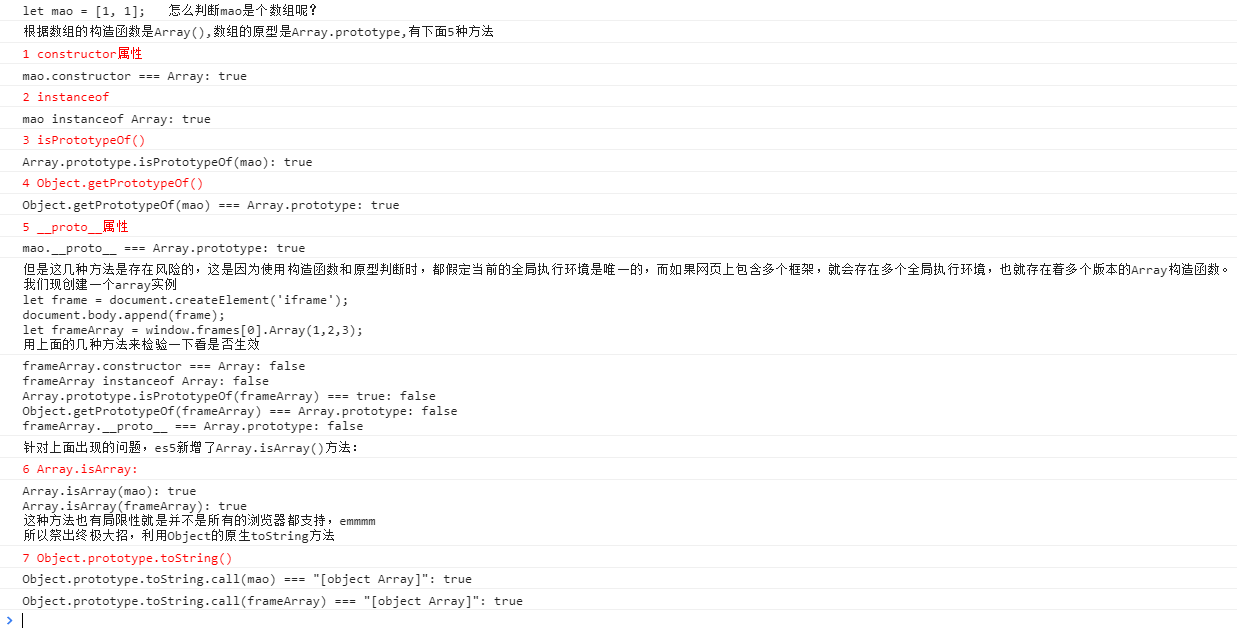 let mao = [1, 1];   怎么判断mao是个数组呢?
根据数组的构造函数是Array(),数组的原型是Array.prototype,有下面5种方法
1 constructor属性
mao.constructor === Array: true
2 instanceof
mao instanceof Array: true
3 isPrototypeOf()
Array.prototype.isPrototypeOf(mao): true
4 Object.getPrototypeOf()
Object.getPrototypeOf(mao) === Array.prototype: true
5 __proto__属性
mao.__proto__ === Array.prototype: true
但是这几种方法是存在风险的，这是因为使用构造函数和原型判断时，都假定当前的全局执行环境是唯一的，而如果网页上包含多个框架，就会存在多个全局执行环境，也就存在着多个版本的Array构造函数。
我们现创建一个array实例
let frame = document.createElement('iframe');
document.body.append(frame);
let frameArray = window.frames[0].Array(1,2,3);
用上面的几种方法来检验一下看是否生效
frameArray.constructor === Array: false
frameArray instanceof Array: false
Array.prototype.isPrototypeOf(frameArray) === true: false
Object.getPrototypeOf(frameArray) === Array.prototype: false
frameArray.__proto__ === Array.prototype: false
针对上面出现的问题，es5新增了Array.isArray()方法：
6 Array.isArray:
Array.isArray(mao): true
Array.isArray(frameArray): true
这种方法也有局限性就是并不是所有的浏览器都支持，emmmm
所以祭出终极大招，利用Object的原生toString方法
7 Object.prototype.toString()
Object.prototype.toString.call(mao) === "[object Array]": true
Object.prototype.toString.call(frameArray) === "[object Array]": true